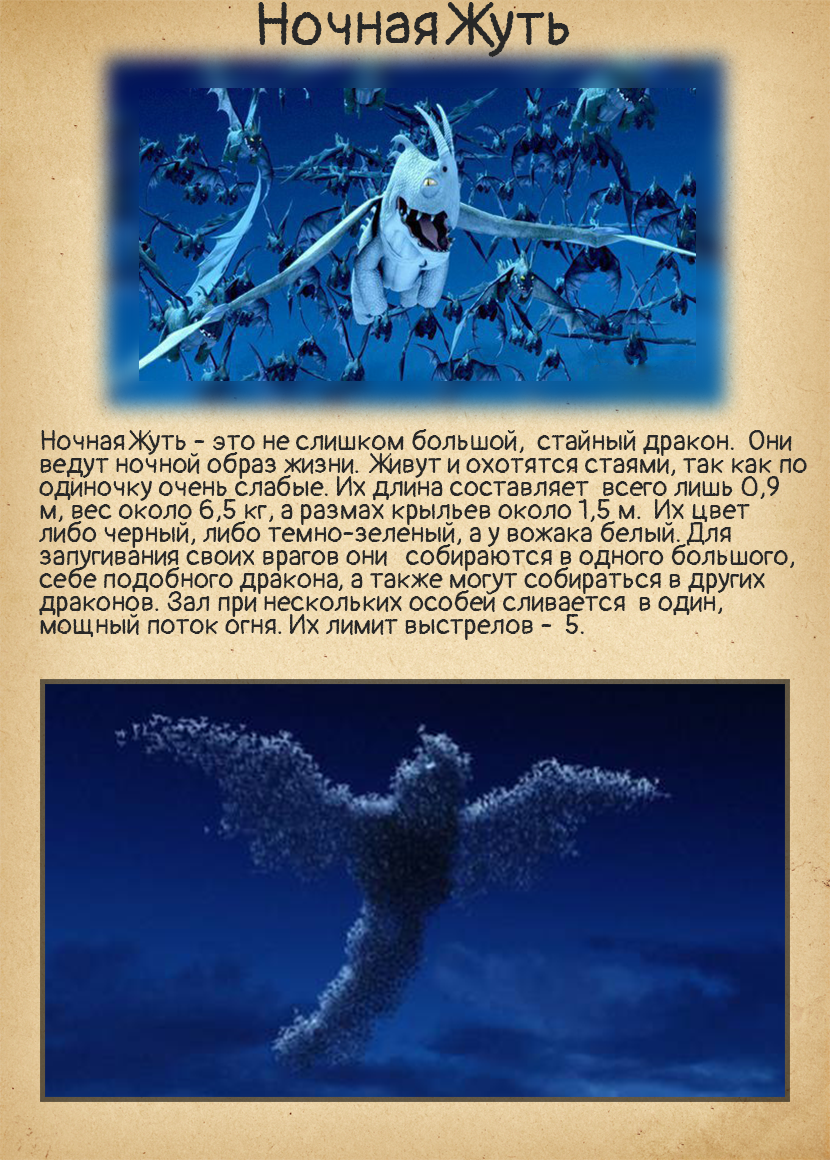 Ночная Жуть
Ночная Жуть - это не слишком большой, стайный дракон. Они
ведут ночной образ жизни. Живут и охотятся стаями, так как по
одиночку очень слабые. Их длина составляет всего лишь 0,9
м, вес около 6,5 кг, а размах крыльев около 1,5 м. Их цвет
либо черный, либо темно-зеленый, а у вожака белый. Для
запугивания своих врагов они собираются в одного большого,
себе подобного дракона, а также могут собираться в других
драконов. Зал при нескольких особей сливается в один,
мощный поток огня. Их лимит выстрелов - 5.